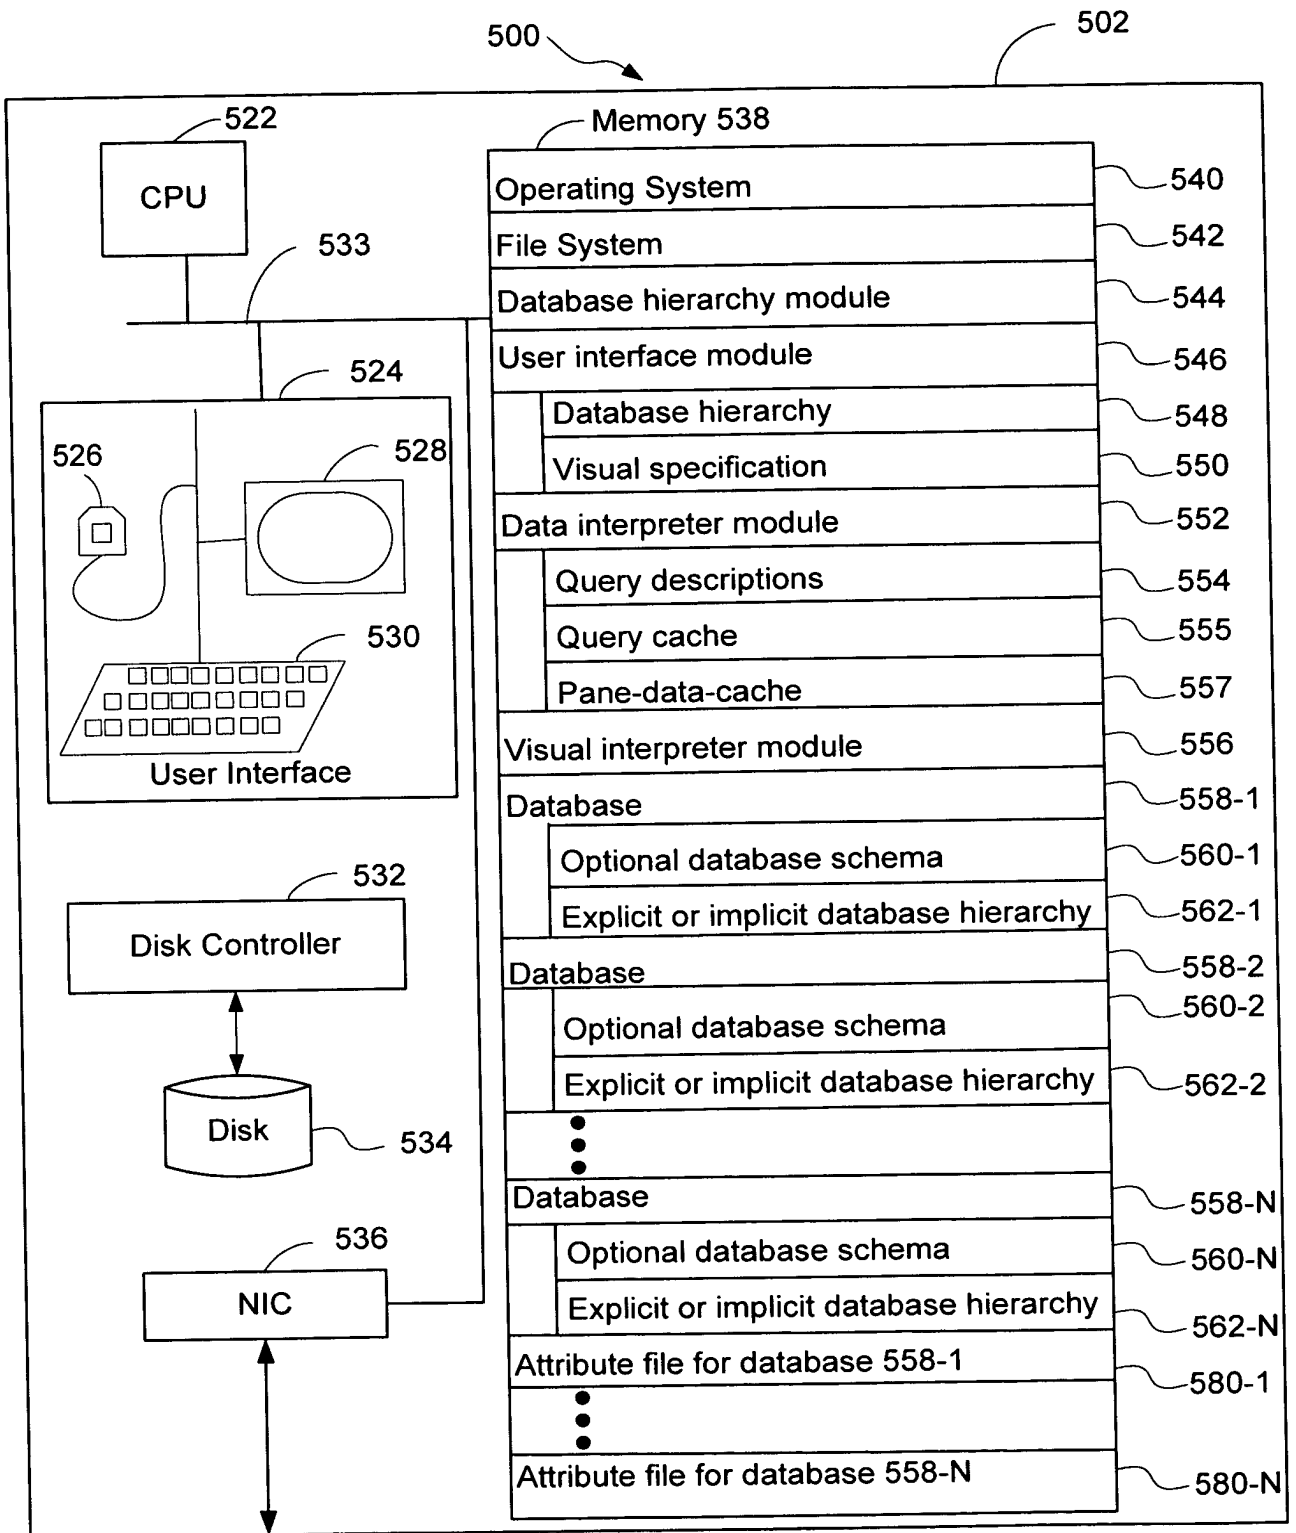 500
502
522
CPU
533
524
526
528
530
User Interface
532
Disk Controller
Disk
534
536
NIC
Memory 538
Operating System 540
File System 542
Database hierarchy module 544
User interface module 546
Database hierarchy 548
Visual specification 550
Data interpreter module 552
Query descriptions 554
Query cache 555
Pane-data-cache 557
Visual interpreter module 556
Database 558-1
Optional database schema 560-1
Explicit or implicit database hierarchy 562-1
Database 558-2
Optional database schema 560-2
Explicit or implicit database hierarchy 562-2
Database 558-N
Optional database schema 560-N
Explicit or implicit database hierarchy 562-N
Attribute file for database 558-1 580-1
Attribute file for database 558-N 580-N